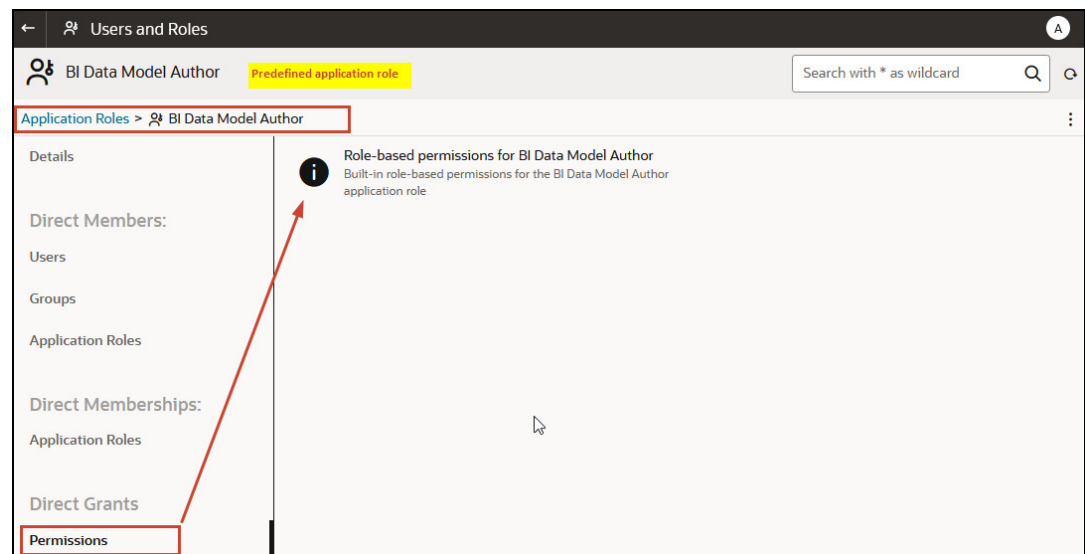 ← Users and Roles A
BI Data Model Author Predefined application role Search with * as wildcard
Application Roles > BI Data Model Author
Details
Role-based permissions for BI Data Model Author
Built-in role-based permissions for the BI Data Model Author
application role
Direct Members:
Users
Groups
Application Roles
Direct Memberships:
Application Roles
Direct Grants
Permissions